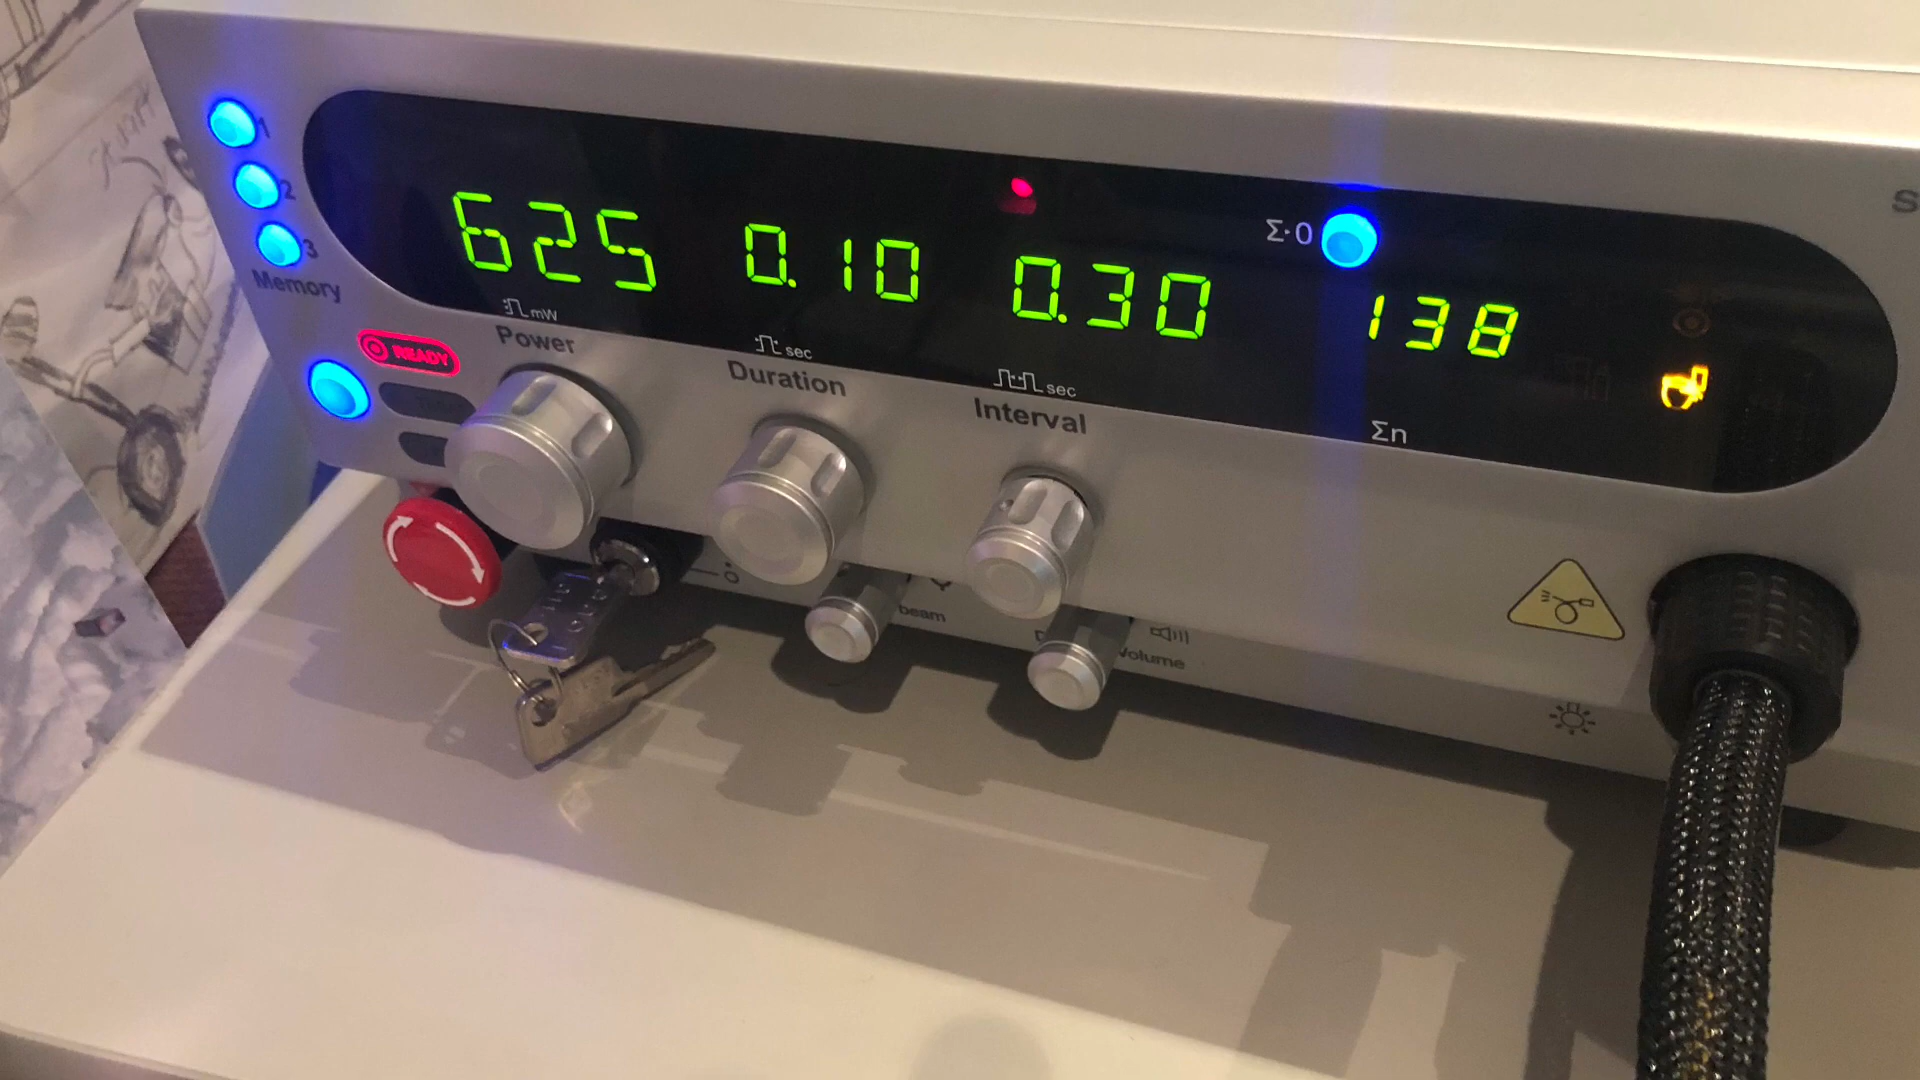 1
2
3
Memory
READY
625
mW
Power
0.10
sec
Duration
0.30
sec
Interval
Σ·0
138
Σn
beam
Volume
S